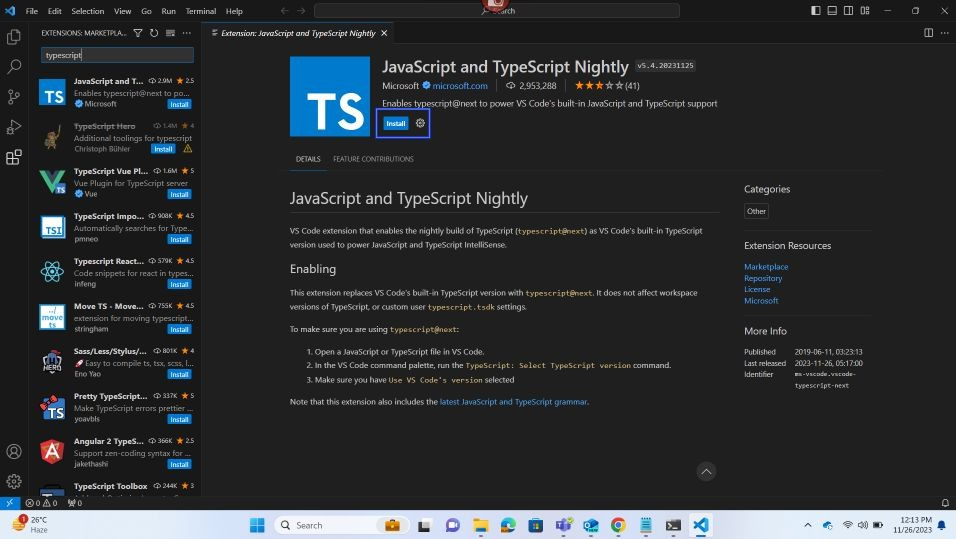 File Edit Selection View Go Run Terminal Help
Search
EXTENSIONS: MARKETPLA...
Extension: JavaScript and TypeScript Nightly
typescript
JavaScript and T... 2.9M 2.5
Enables typescript@next to po...
Microsoft Install
TypeScript Hero 1.4M 4
Additional toolings for typescript
Christoph Bühler Install
TypeScript Vue Pl... 1.6M 5
Vue Plugin for TypeScript server
Vue Install
TypeScript Impo... 908K 4.5
Automatically searches for Type...
pmneo Install
Typescript React... 579K 4.5
Code snippets for react in types...
infeng Install
Move TS - Move... 755K 4.5
extension for moving typescript...
stringham Install
Sass/Less/Stylus/... 801K 4
Easy to compile ts, tsx, scss, l...
Eno Yao Install
Pretty TypeScript... 337K 5
Make TypeScript errors prettier ...
yoavbls Install
Angular 2 TypeS... 366K 2.5
Support zen-coding syntax for ...
jakethashi Install
TypeScript Toolbox 244K 3
TS
JavaScript and TypeScript Nightly v5.4.20231125
Microsoft microsoft.com 2,953,288 (41)
Enables typescript@next to power VS Code's built-in JavaScript and TypeScript support
Install
DETAILS FEATURE CONTRIBUTIONS
JavaScript and TypeScript Nightly
VS Code extension that enables the nightly build of TypeScript (typescript@next) as VS Code's built-in TypeScript
version used to power JavaScript and TypeScript IntelliSense.
Enabling
This extension replaces VS Code's built-in TypeScript version with typescript@next. It does not affect workspace
versions of TypeScript, or custom user typescript.tsdk settings.
To make sure you are using typescript@next:
1. Open a JavaScript or TypeScript file in VS Code.
2. In the VS Code command palette, run the TypeScript: Select TypeScript version command.
3. Make sure you have Use VS Code's version selected
Note that this extension also includes the latest JavaScript and TypeScript grammar.
Categories
Other
Extension Resources
Marketplace
Repository
License
Microsoft
More Info
Published 2019-06-11, 03:23:13
Last released 2023-11-26, 05:17:00
Identifier ms-vscode.vscode-
typescript-next
0 0 0
26°C
Haze
Search
12:13 PM
11/26/2023